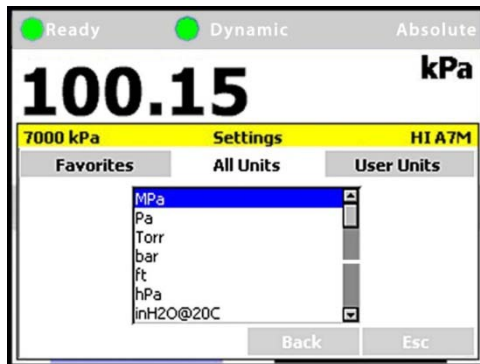 Ready Dynamic Absolute
100.15 kPa
7000 kPa Settings HI A7M
Favorites All Units User Units
MPa
Pa
Torr
bar
ft
hPa
inH2O@20C
Back Esc